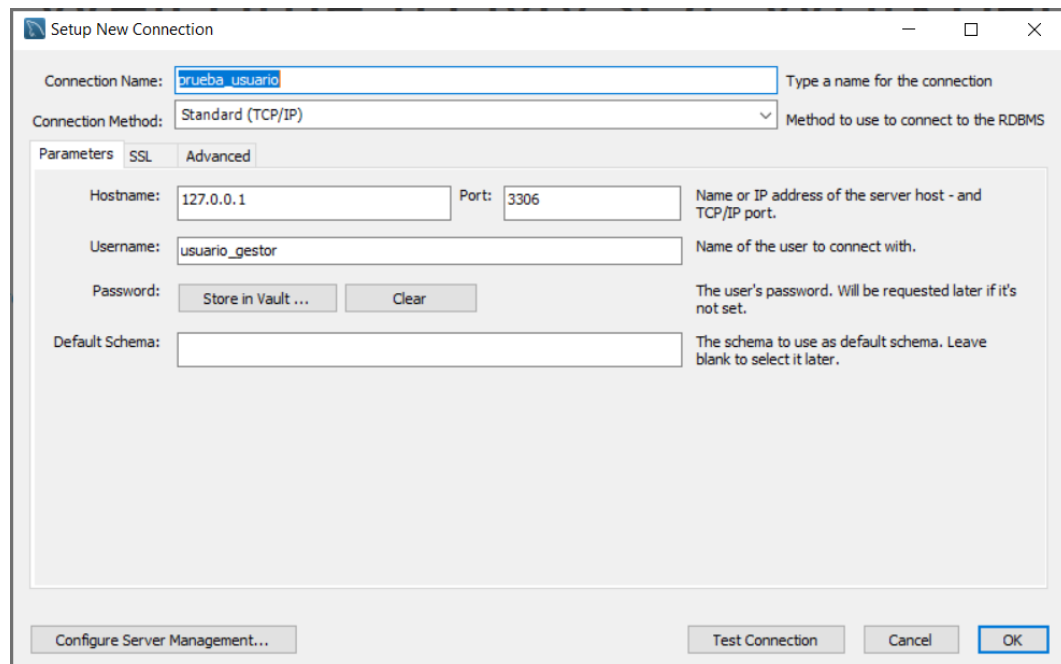 Setup New Connection
Connection Name: prueba_usuario Type a name for the connection
Connection Method: Standard (TCP/IP) Method to use to connect to the RDBMS
Parameters SSL Advanced
Hostname: 127.0.0.1 Port: 3306 Name or IP address of the server host - and
TCP/IP port.
Username: usuario_gestor Name of the user to connect with.
Password: Store in Vault ... Clear The user's password. Will be requested later if it's
not set.
Default Schema: The schema to use as default schema. Leave
blank to select it later.
Configure Server Management... Test Connection Cancel OK